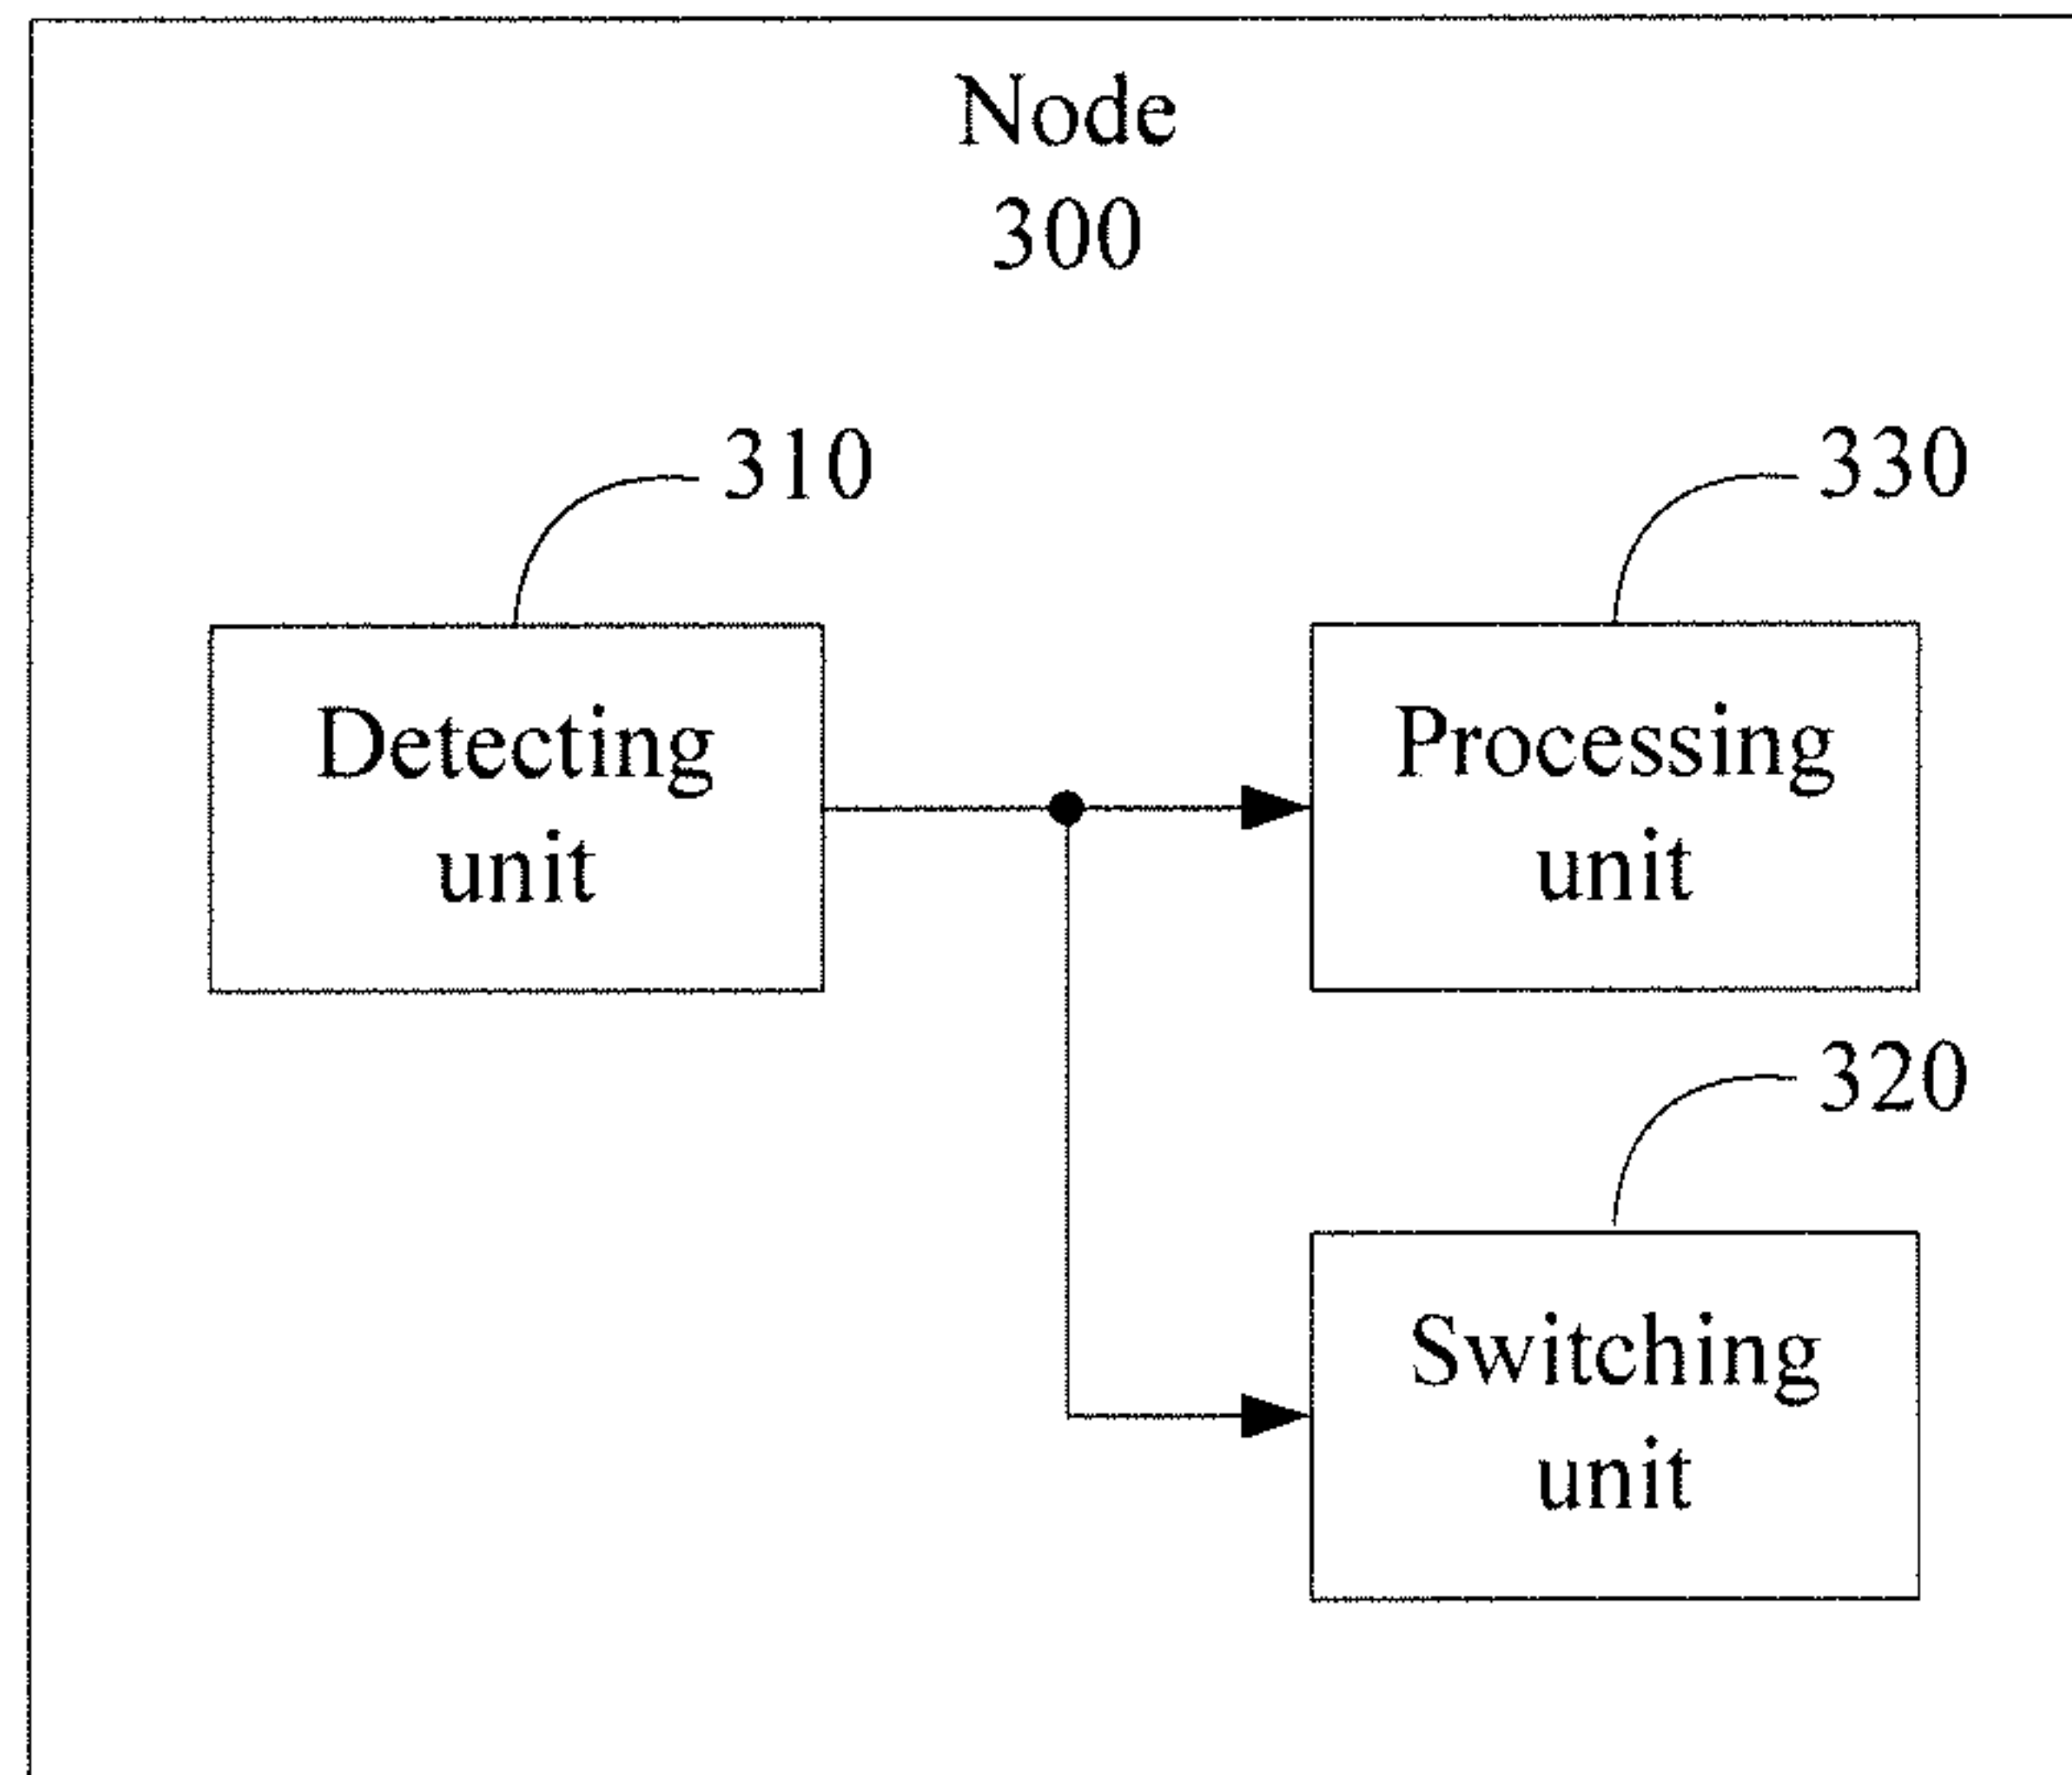 Node
300
310
330
Detecting
unit
Processing
unit
320
Switching
unit